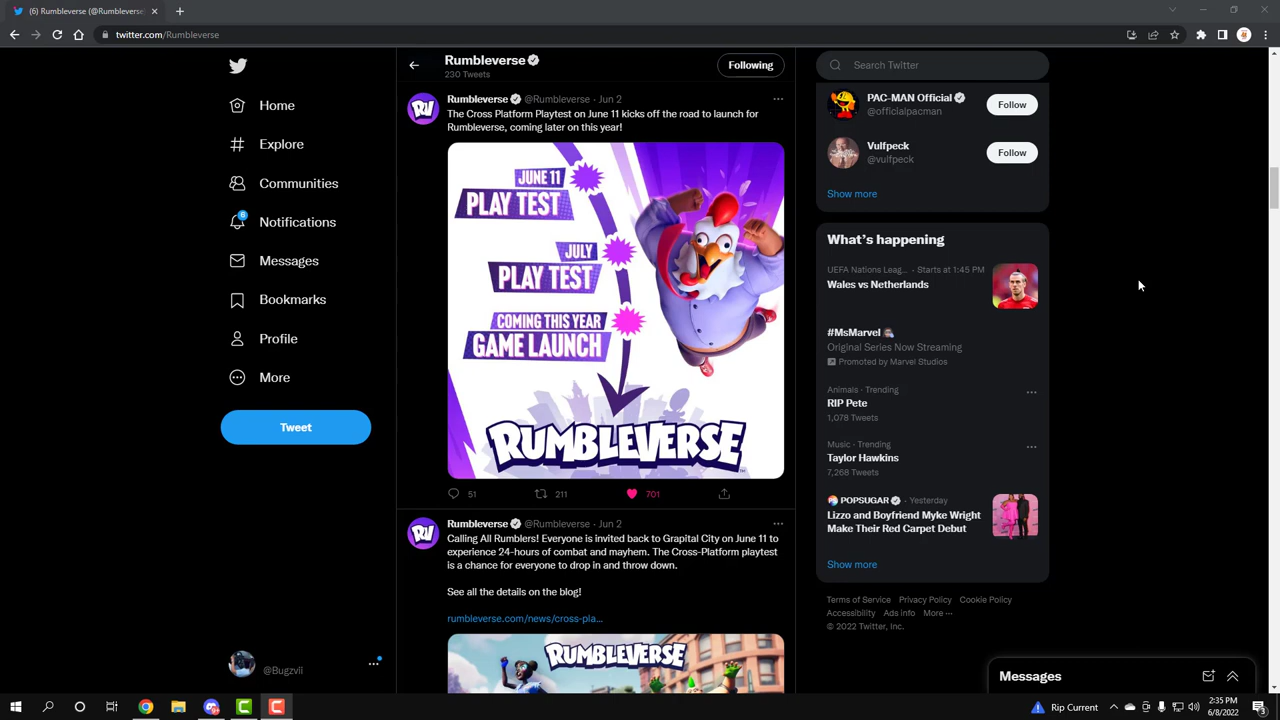 (6) Rumbleverse (@Rumbleverse
twitter.com/Rumbleverse
Home
Explore
Communities
6
Notifications
Messages
Bookmarks
Profile
More
Tweet
@Bugzvii
Rumbleverse
230 Tweets
Following
RV
Rumbleverse @Rumbleverse · Jun 2
The Cross Platform Playtest on June 11 kicks off the road to launch for
Rumbleverse, coming later on this year!
JUNE 11
PLAY TEST
JULY
PLAY TEST
COMING THIS YEAR
GAME LAUNCH
RUMBLEVERSE
51
211
701
RV
Rumbleverse @Rumbleverse · Jun 2
Calling All Rumblers! Everyone is invited back to Grapital City on June 11 to
experience 24-hours of combat and mayhem. The Cross-Platform playtest
is a chance for everyone to drop in and throw down.
See all the details on the blog!
rumbleverse.com/news/cross-pla...
RUMBLEVERSE
Search Twitter
PAC-MAN Official
@officialpacman
Follow
Vulfpeck
@vulfpeck
Follow
Show more
What's happening
UEFA Nations Leag... · Starts at 1:45 PM
Wales vs Netherlands
#MsMarvel
Original Series Now Streaming
Promoted by Marvel Studios
Animals · Trending
RIP Pete
1,078 Tweets
Music · Trending
Taylor Hawkins
7,268 Tweets
POPSUGAR · Yesterday
Lizzo and Boyfriend Myke Wright
Make Their Red Carpet Debut
Show more
Terms of Service Privacy Policy Cookie Policy
Accessibility Ads info More ···
© 2022 Twitter, Inc.
Messages
Rip Current
2:35 PM
6/8/2022